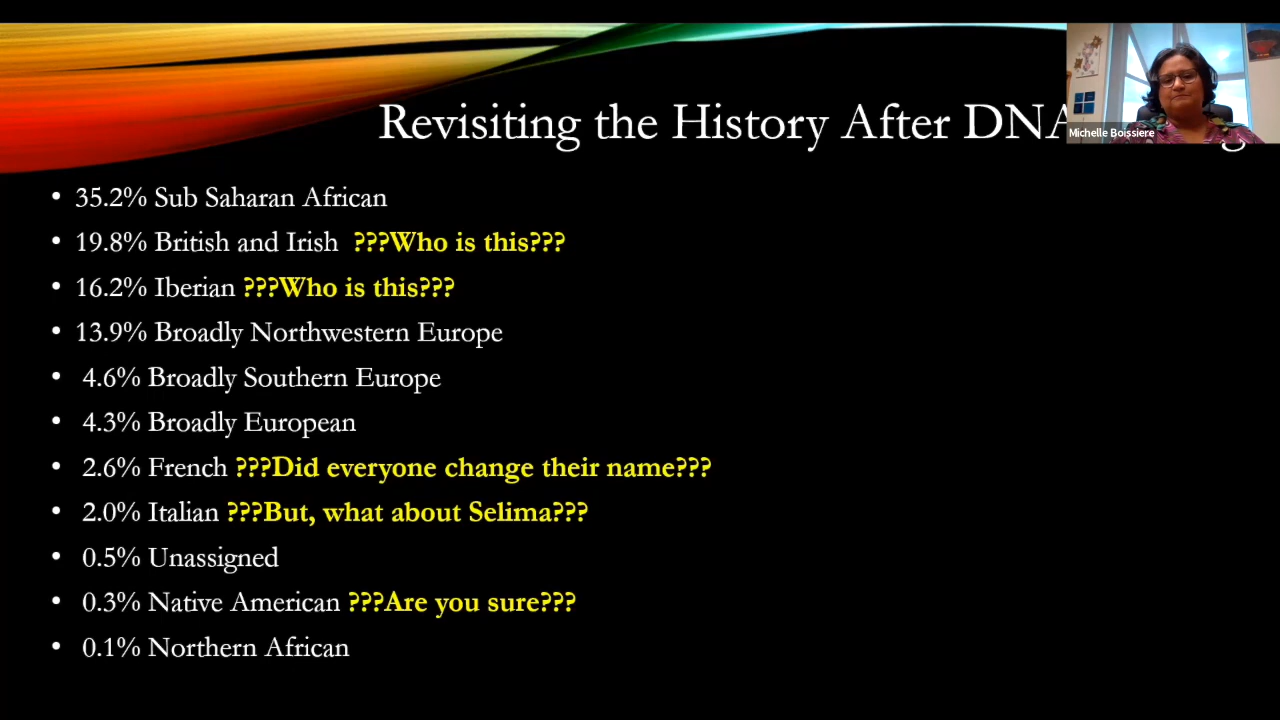 Revisiting the History After DNA
Michelle Boissiere
• 35.2% Sub Saharan African
• 19.8% British and Irish ???Who is this???
• 16.2% Iberian ???Who is this???
• 13.9% Broadly Northwestern Europe
• 4.6% Broadly Southern Europe
• 4.3% Broadly European
• 2.6% French ???Did everyone change their name???
• 2.0% Italian ???But, what about Selima???
• 0.5% Unassigned
• 0.3% Native American ???Are you sure???
• 0.1% Northern African